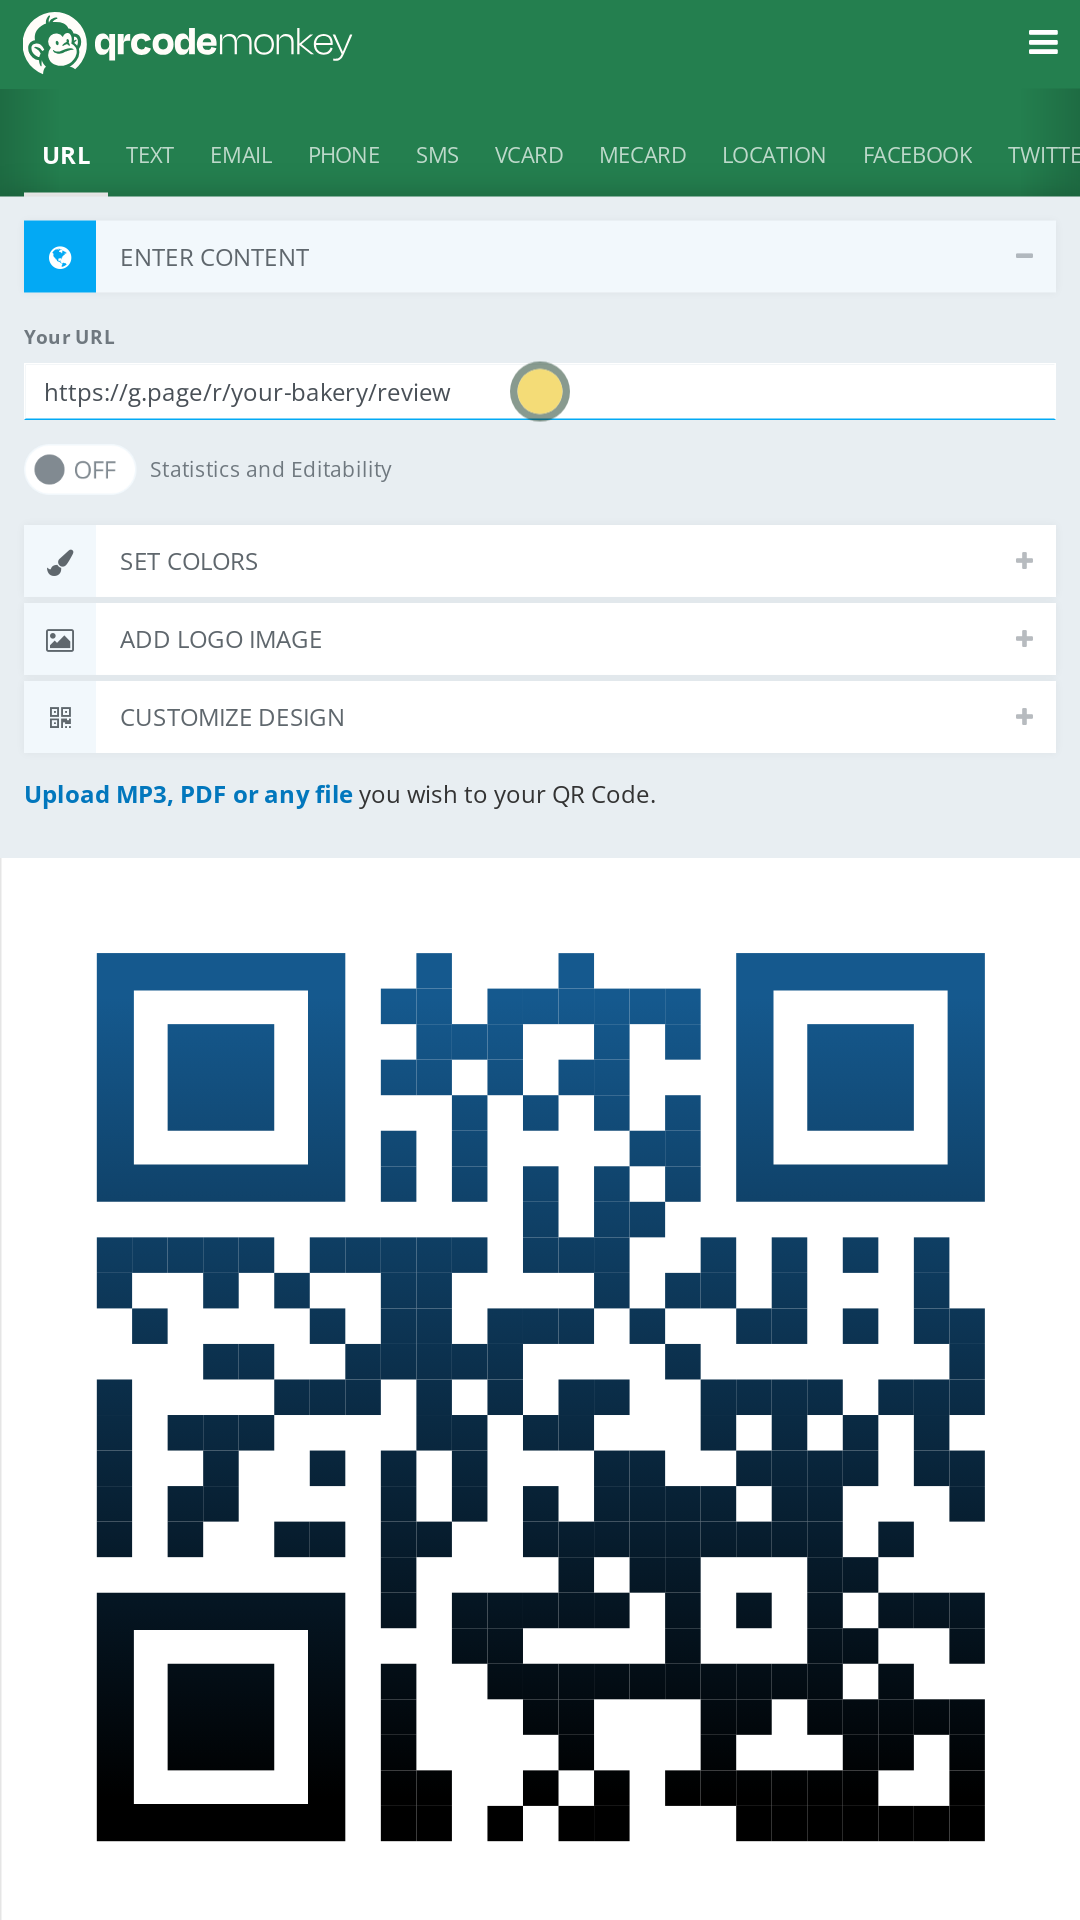 qrcodemonkey
URL TEXT EMAIL PHONE SMS VCARD MECARD LOCATION FACEBOOK TWITTE
ENTER CONTENT
Your URL
https://g.page/r/your-bakery/review
OFF Statistics and Editability
SET COLORS
ADD LOGO IMAGE
CUSTOMIZE DESIGN
Upload MP3, PDF or any file you wish to your QR Code.